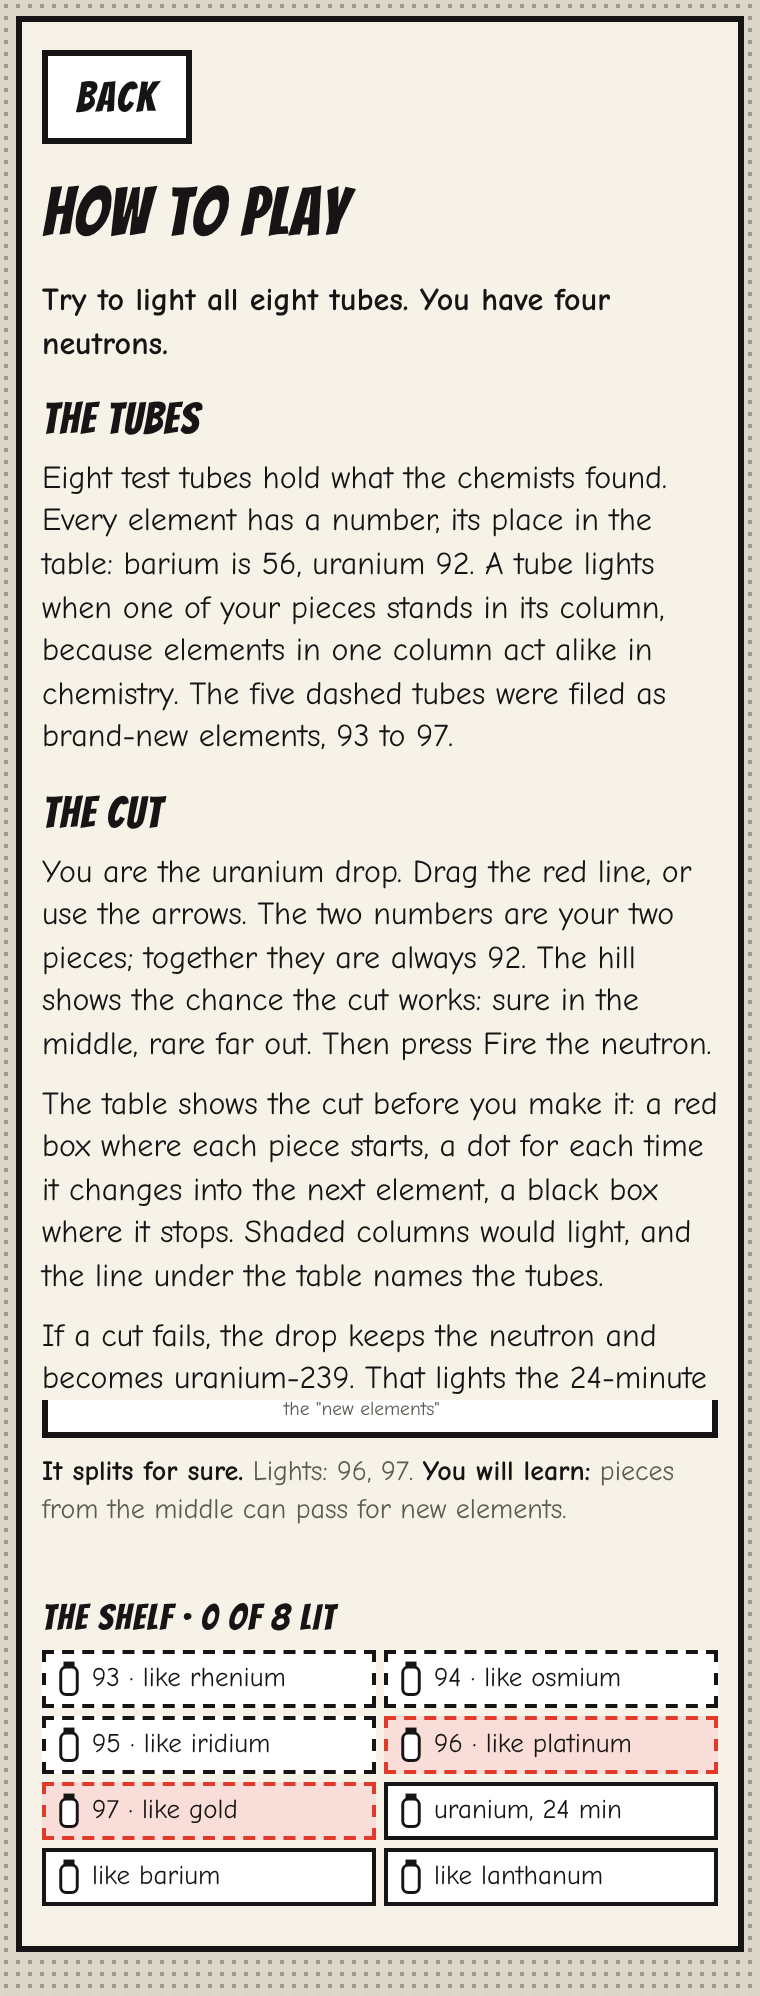 BACK
HOW TO PLAY
Try to light all eight tubes. You have four
neutrons.
THE TUBES
Eight test tubes hold what the chemists found.
Every element has a number, its place in the
table: barium is 56, uranium 92. A tube lights
when one of your pieces stands in its column,
because elements in one column act alike in
chemistry. The five dashed tubes were filed as
brand-new elements, 93 to 97.
THE CUT
You are the uranium drop. Drag the red line, or
use the arrows. The two numbers are your two
pieces; together they are always 92. The hill
shows the chance the cut works: sure in the
middle, rare far out. Then press Fire the neutron.
The table shows the cut before you make it: a red
box where each piece starts, a dot for each time
it changes into the next element, a black box
where it stops. Shaded columns would light, and
the line under the table names the tubes.
If a cut fails, the drop keeps the neutron and
becomes uranium-239. That lights the 24-minute
the "new elements"
It splits for sure. Lights: 96, 97. You will learn: pieces
from the middle can pass for new elements.
THE SHELF · 0 OF 8 LIT
93 · like rhenium
94 · like osmium
95 · like iridium
96 · like platinum
97 · like gold
uranium, 24 min
like barium
like lanthanum